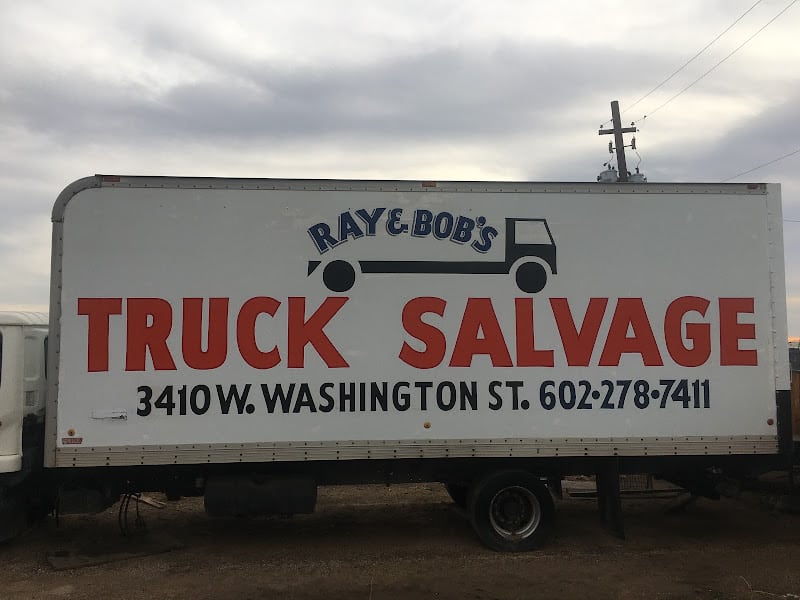 RAY & BOB'S
TRUCK SALVAGE
3410 W. WASHINGTON ST. 602•278•7411